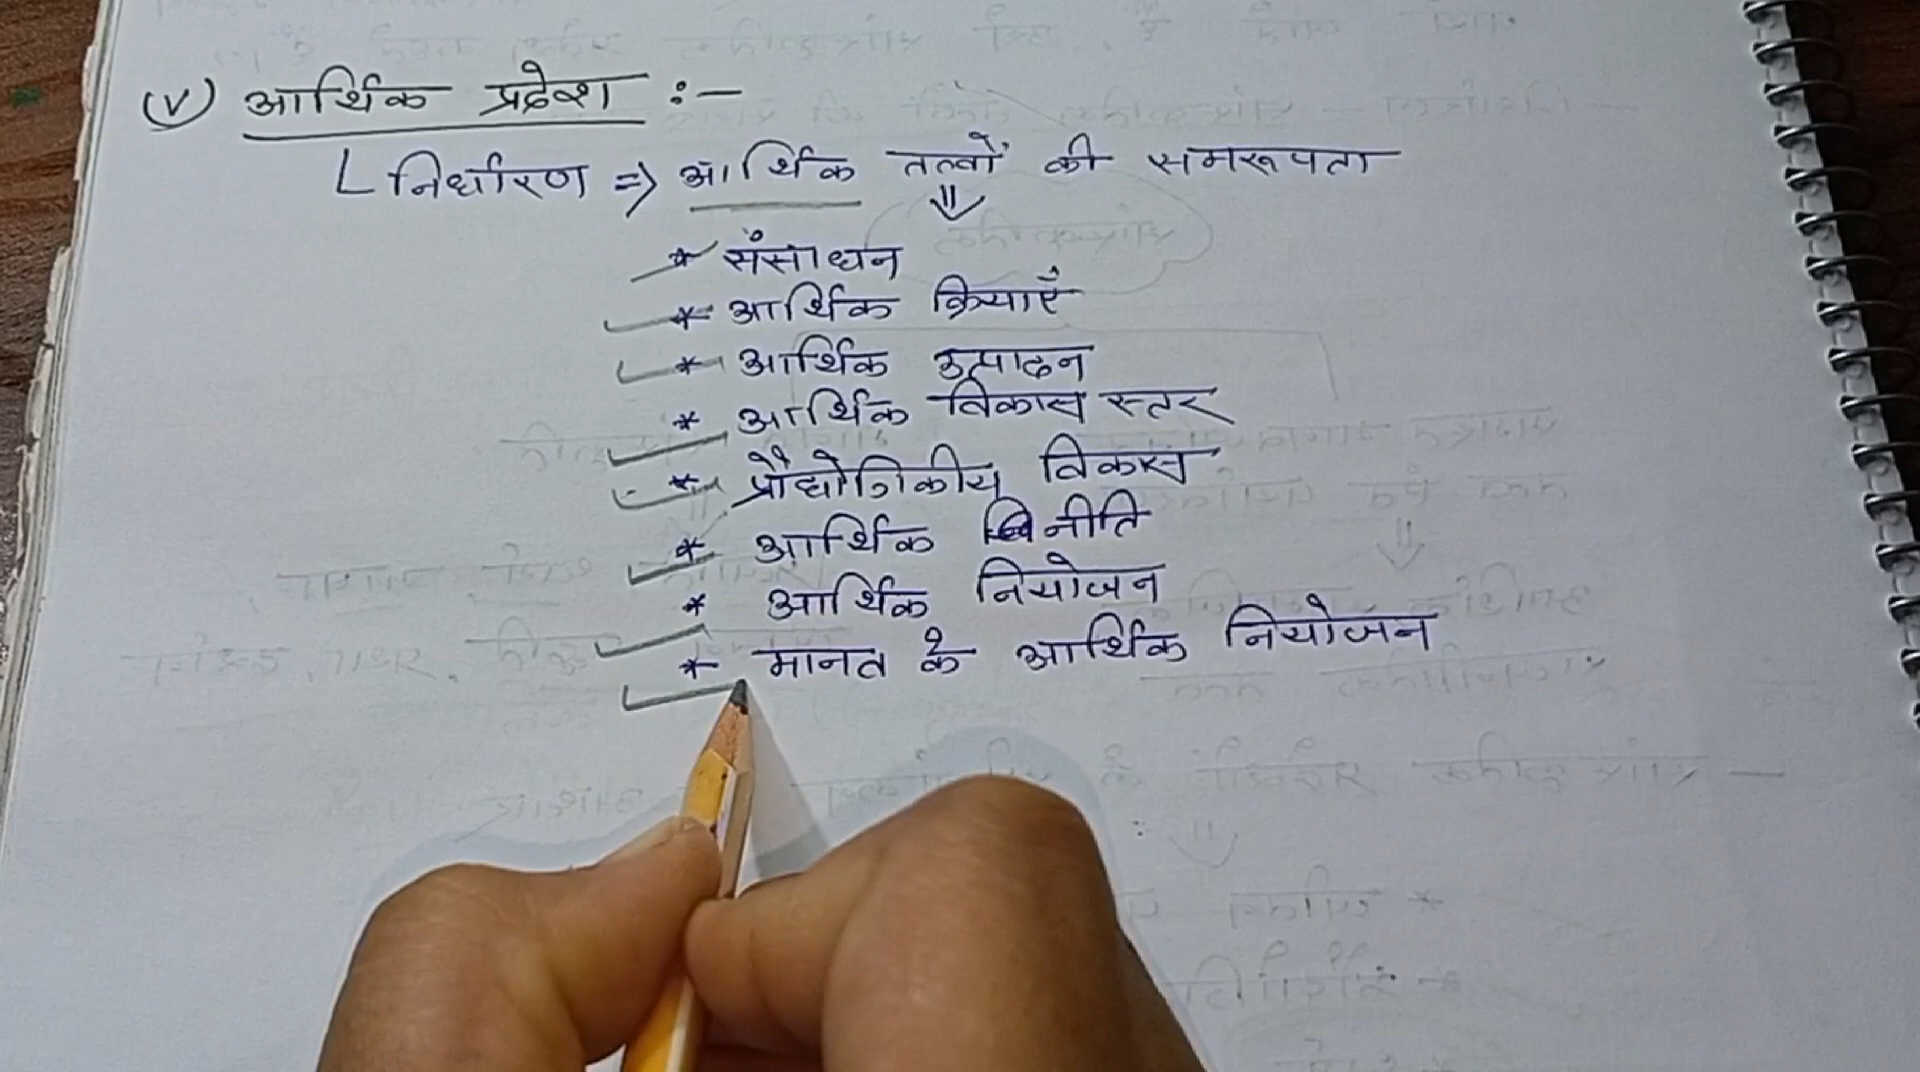 (v) आर्थिक प्रदेश :-
निर्धारण => आर्थिक तत्वों की समरूपता
* संसाधन
* आर्थिक क्रियाएँ
* आर्थिक उत्पादन
* आर्थिक विकास स्तर
* प्रौद्योगिकीय विकास
* आर्थिक नीति
* आर्थिक नियोजन
* मानव के आर्थिक नियोजन